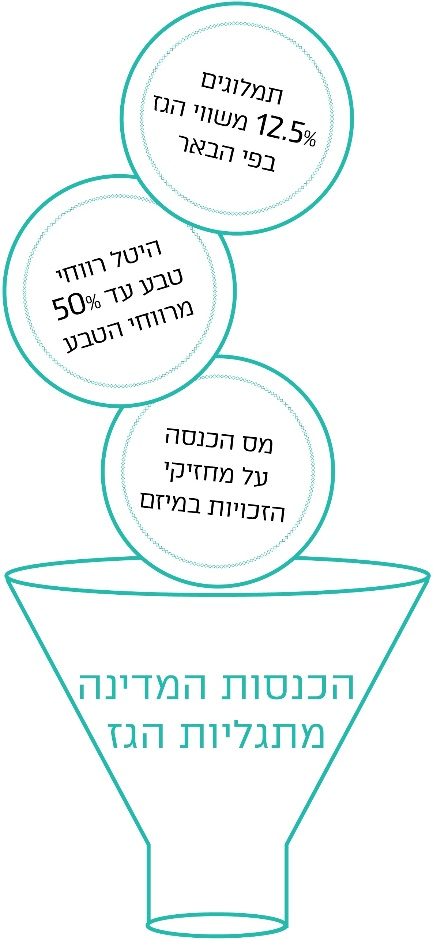 תמלוגים
12.5% משווי הגז
בפי הבאר
היטל רווחי
טבע עד 50%
מרווחי הטבע
מס הכנסה
על מחזיקי
הזכויות במיזם
הכנסות המדינה
מתגליות הגז